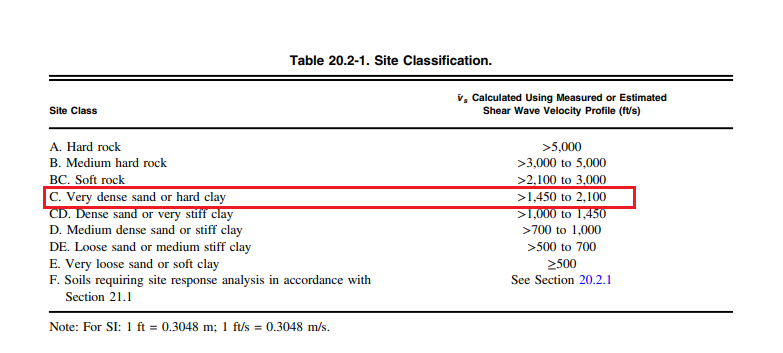 Table 20.2-1. Site Classification.
v̄s Calculated Using Measured or Estimated
Site Class Shear Wave Velocity Profile (ft/s)
A. Hard rock >5,000
B. Medium hard rock >3,000 to 5,000
BC. Soft rock >2,100 to 3,000
C. Very dense sand or hard clay >1,450 to 2,100
CD. Dense sand or very stiff clay >1,000 to 1,450
D. Medium dense sand or stiff clay >700 to 1,000
DE. Loose sand or medium stiff clay >500 to 700
E. Very loose sand or soft clay ≥500
F. Soils requiring site response analysis in accordance with See Section 20.2.1
Section 21.1
Note: For SI: 1 ft = 0.3048 m; 1 ft/s = 0.3048 m/s.